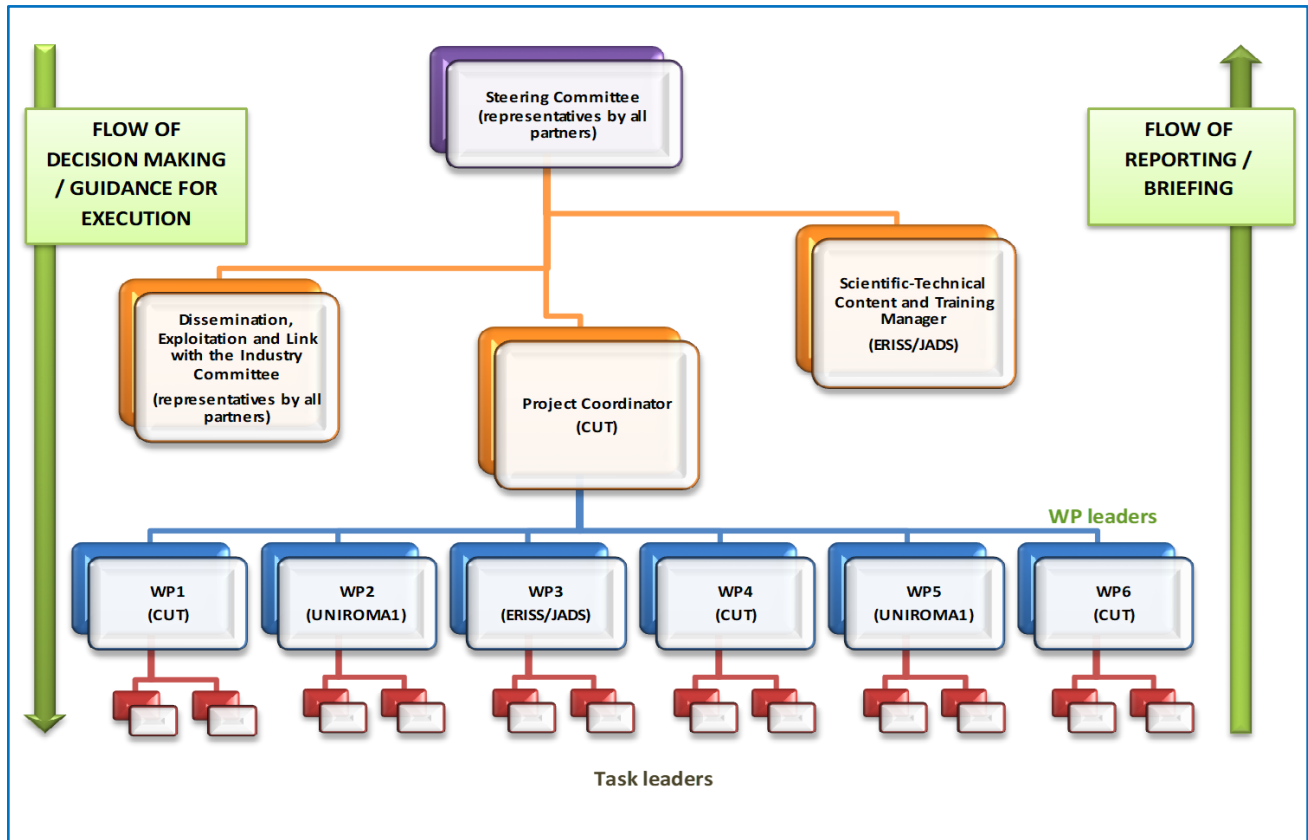 Steering Committee
(representatives by all
partners)
FLOW OF
DECISION MAKING
/ GUIDANCE FOR
EXECUTION
FLOW OF
REPORTING /
BRIEFING
Dissemination,
Exploitation and Link
with the Industry
Committee
(representatives by all
partners)
Project Coordinator
(CUT)
Scientific-Technical
Content and Training
Manager
(ERISS/JADS)
WP leaders
WP1
(CUT)
WP2
(UNIROMA1)
WP3
(ERISS/JADS)
WP4
(CUT)
WP5
(UNIROMA1)
WP6
(CUT)
Task leaders